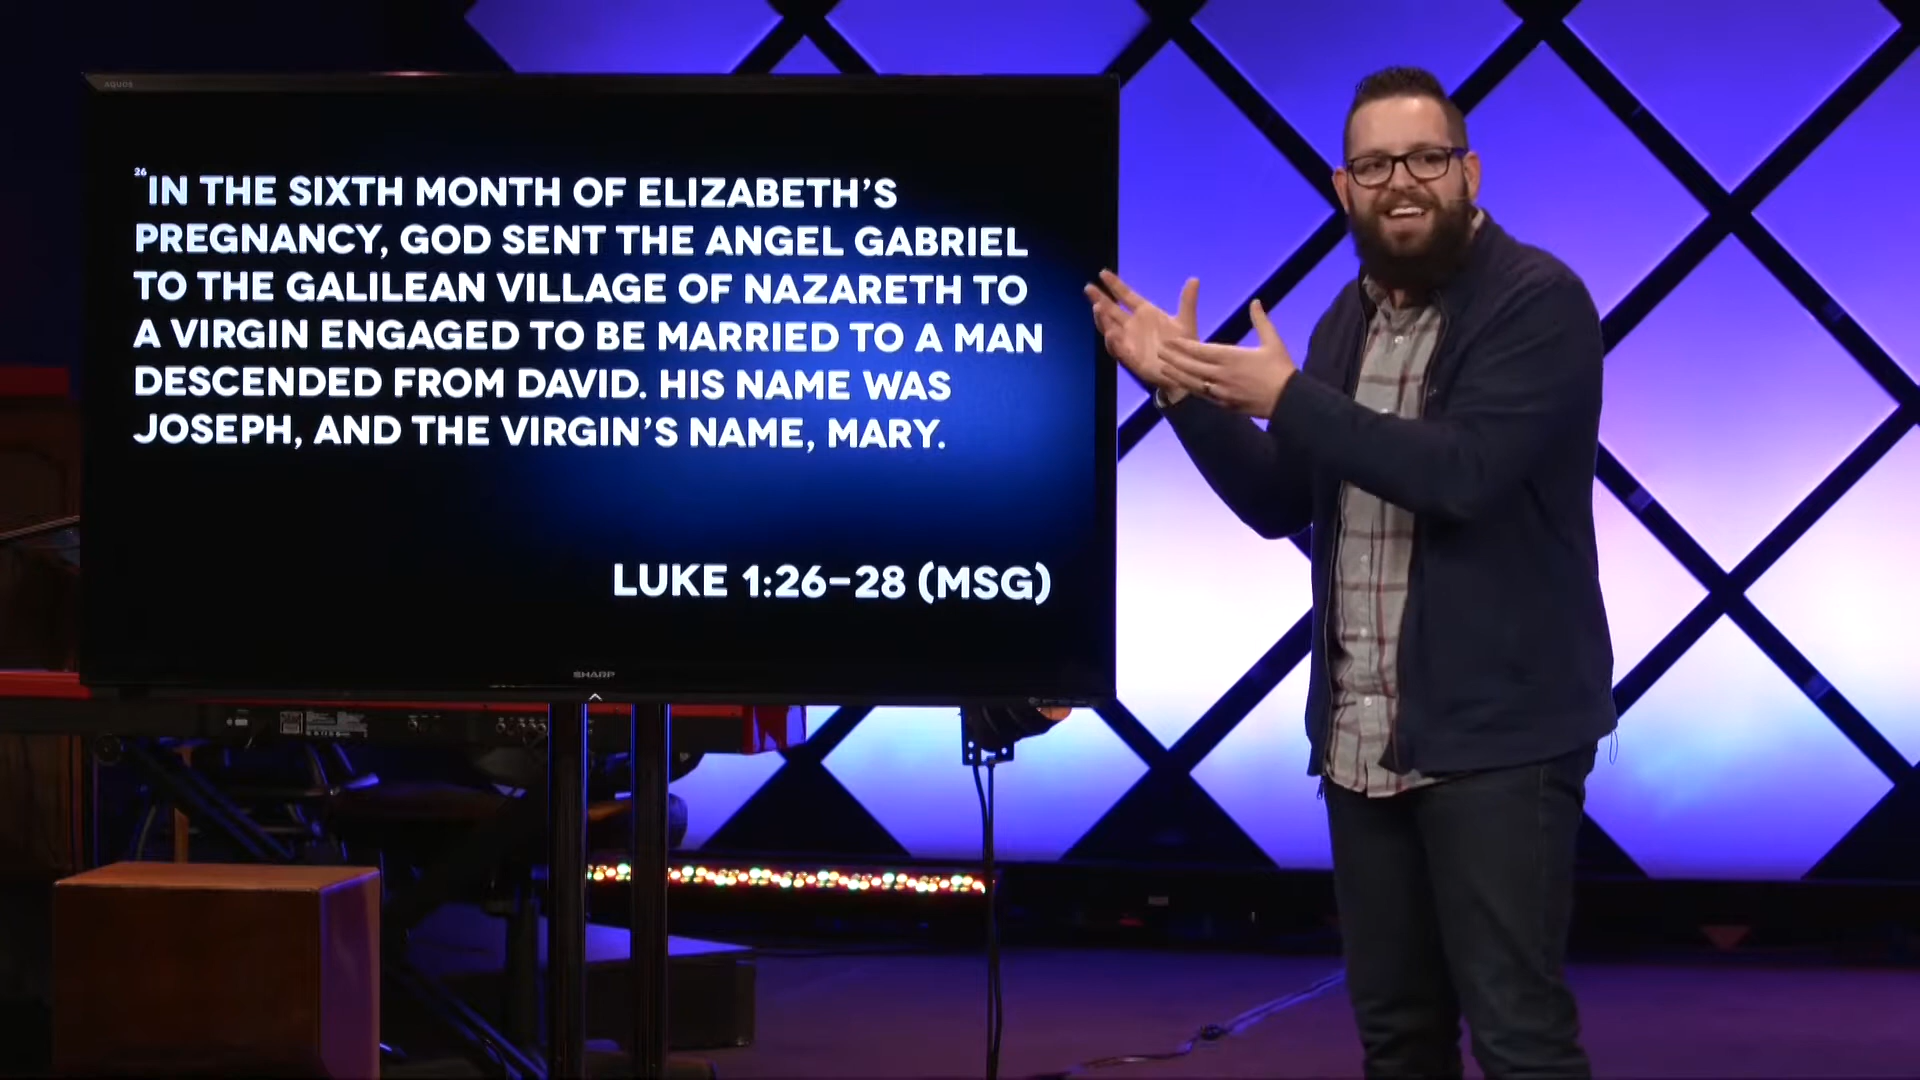 AQUOS
26IN THE SIXTH MONTH OF ELIZABETH'S
PREGNANCY, GOD SENT THE ANGEL GABRIEL
TO THE GALILEAN VILLAGE OF NAZARETH TO
A VIRGIN ENGAGED TO BE MARRIED TO A MAN
DESCENDED FROM DAVID. HIS NAME WAS
JOSEPH, AND THE VIRGIN'S NAME, MARY.
LUKE 1:26–28 (MSG)
SHARP